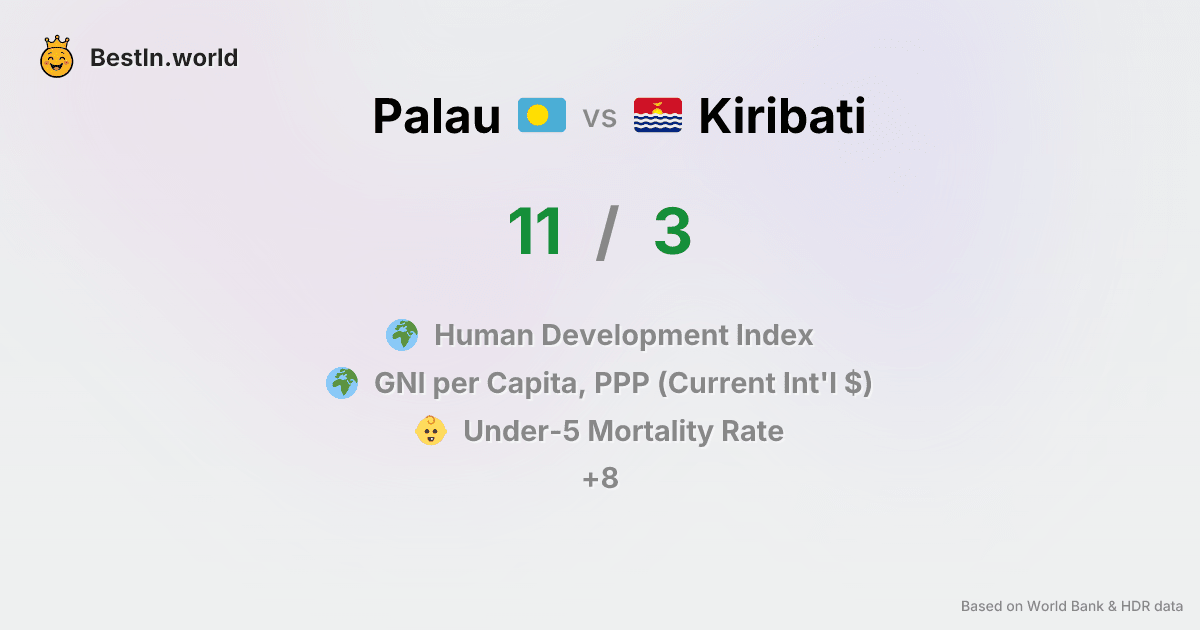 BestIn.world
Palau vs Kiribati
11 / 3
Human Development Index
GNI per Capita, PPP (Current Int'l $)
Under-5 Mortality Rate
+8
Based on World Bank & HDR data